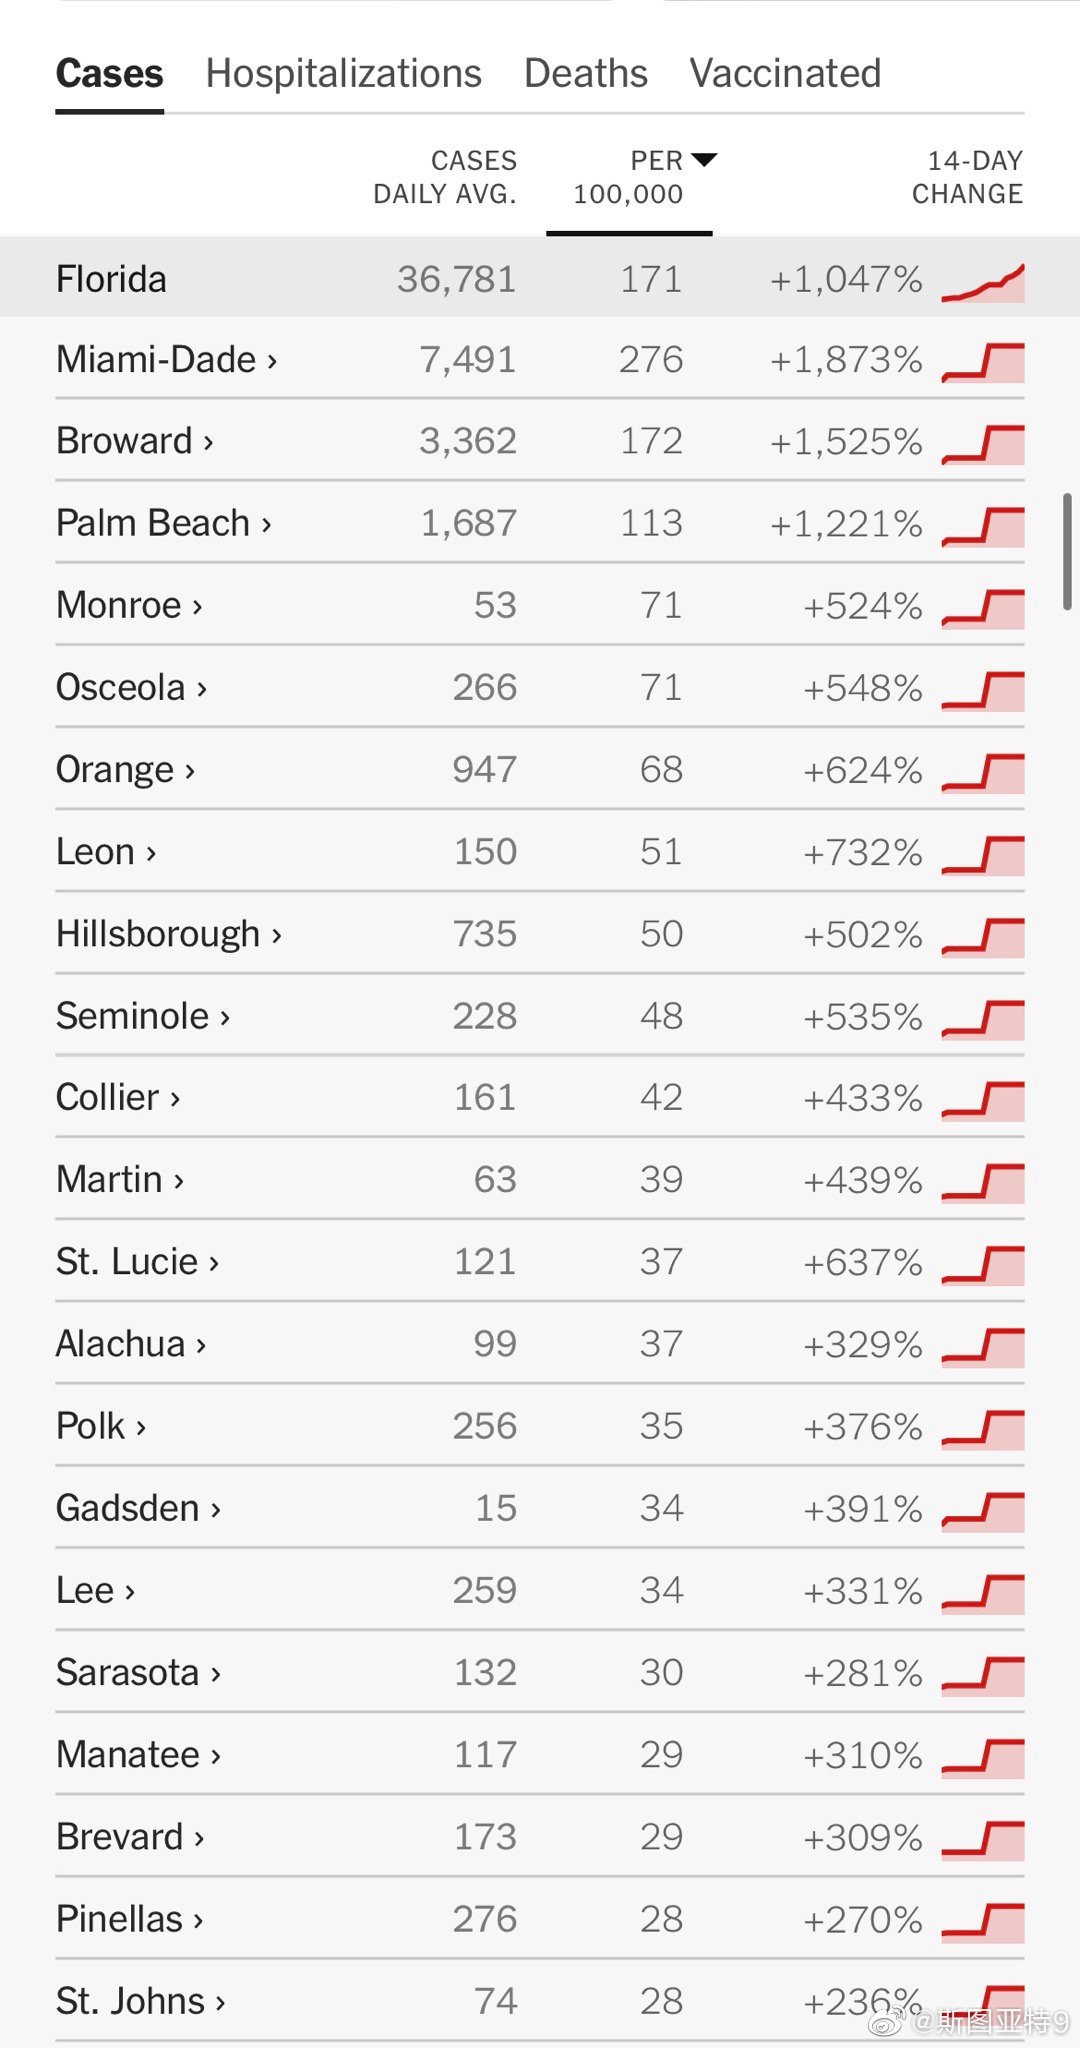 Cases Hospitalizations Deaths Vaccinated
CASES DAILY AVG. PER 100,000 14-DAY CHANGE
Florida 36,781 171 +1,047%
Miami-Dade › 7,491 276 +1,873%
Broward › 3,362 172 +1,525%
Palm Beach › 1,687 113 +1,221%
Monroe › 53 71 +524%
Osceola › 266 71 +548%
Orange › 947 68 +624%
Leon › 150 51 +732%
Hillsborough › 735 50 +502%
Seminole › 228 48 +535%
Collier › 161 42 +433%
Martin › 63 39 +439%
St. Lucie › 121 37 +637%
Alachua › 99 37 +329%
Polk › 256 35 +376%
Gadsden › 15 34 +391%
Lee › 259 34 +331%
Sarasota › 132 30 +281%
Manatee › 117 29 +310%
Brevard › 173 29 +309%
Pinellas › 276 28 +270%
St. Johns › 74 28 +236%
@斯图亚特9